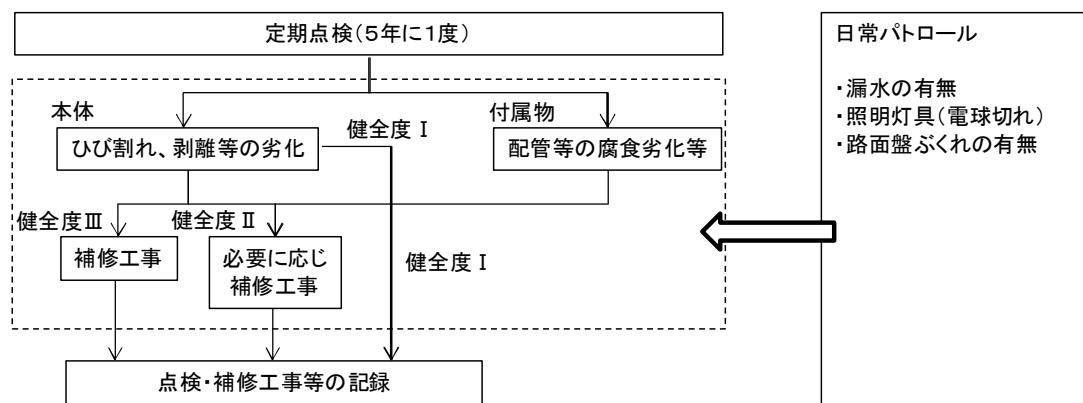 定期点検(5年に1度)
本体
付属物
健全度Ⅰ
ひび割れ、剥離等の劣化
配管等の腐食劣化等
健全度Ⅲ
健全度Ⅱ
補修工事
必要に応じ
補修工事
健全度Ⅰ
点検・補修工事等の記録
日常パトロール
・漏水の有無
・照明灯具(電球切れ)
・路面盤ぶくれの有無